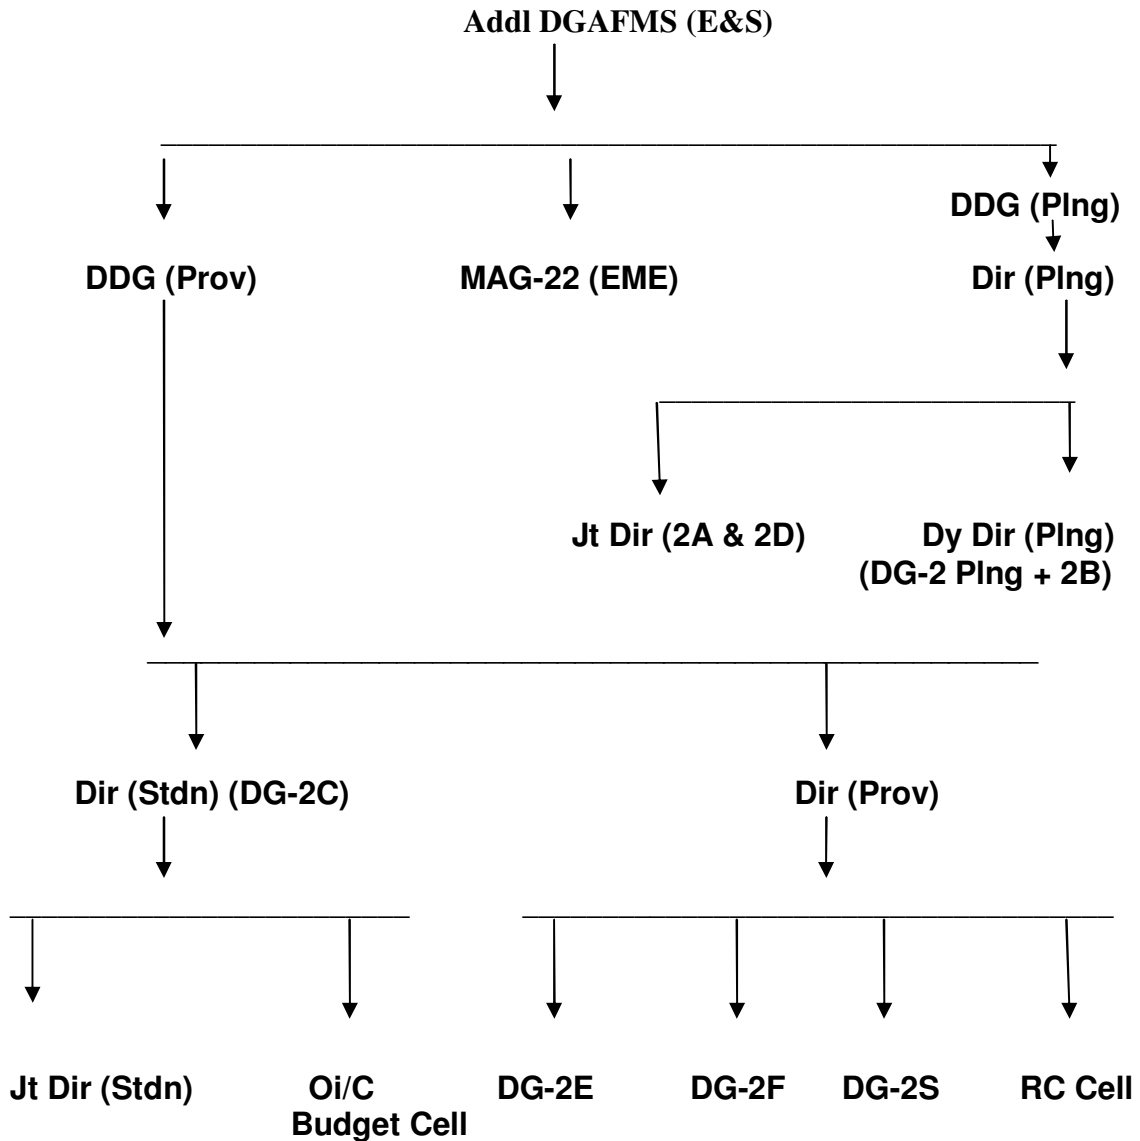 Addl DGAFMS (E&S)
DDG (Plng)
DDG (Prov)
MAG-22 (EME)
Dir (Plng)
Jt Dir (2A & 2D)
Dy Dir (Plng)
(DG-2 Plng + 2B)
Dir (Stdn) (DG-2C)
Dir (Prov)
Jt Dir (Stdn)
Oi/C
Budget Cell
DG-2E
DG-2F
DG-2S
RC Cell